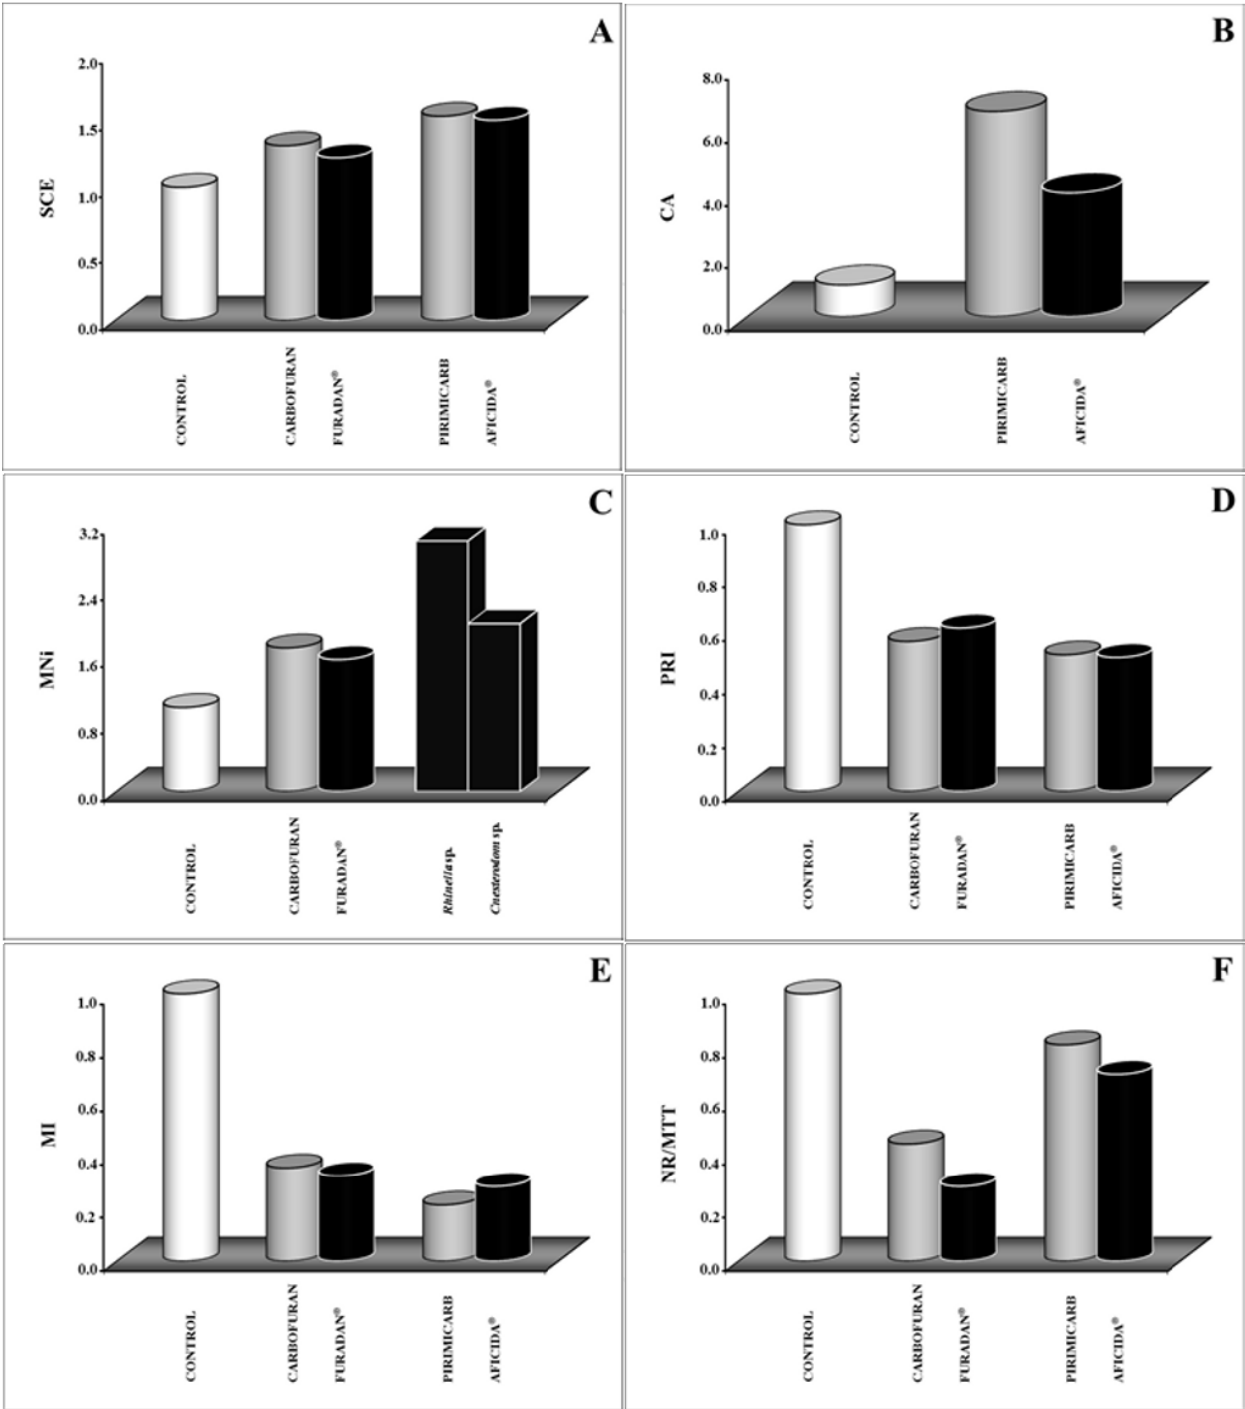 A
SCE
2.0
1.5
1.0
0.5
0.0
CONTROL
CARBOFURAN
FURADAN®
PIRIMICARB
AFICIDA®
B
CA
8.0
6.0
4.0
2.0
0.0
CONTROL
PIRIMICARB
AFICIDA®
C
MNi
3.2
2.4
1.6
0.8
0.0
CONTROL
CARBOFURAN
FURADAN®
Rhinella sp.
Cnesterodom sp.
D
PRI
1.0
0.8
0.6
0.4
0.2
0.0
CONTROL
CARBOFURAN
FURADAN®
PIRIMICARB
AFICIDA®
E
MI
1.0
0.8
0.6
0.4
0.2
0.0
CONTROL
CARBOFURAN
FURADAN®
PIRIMICARB
AFICIDA®
F
NR/MTT
1.0
0.8
0.6
0.4
0.2
0.0
CONTROL
CARBOFURAN
FURADAN®
PIRIMICARB
AFICIDA®